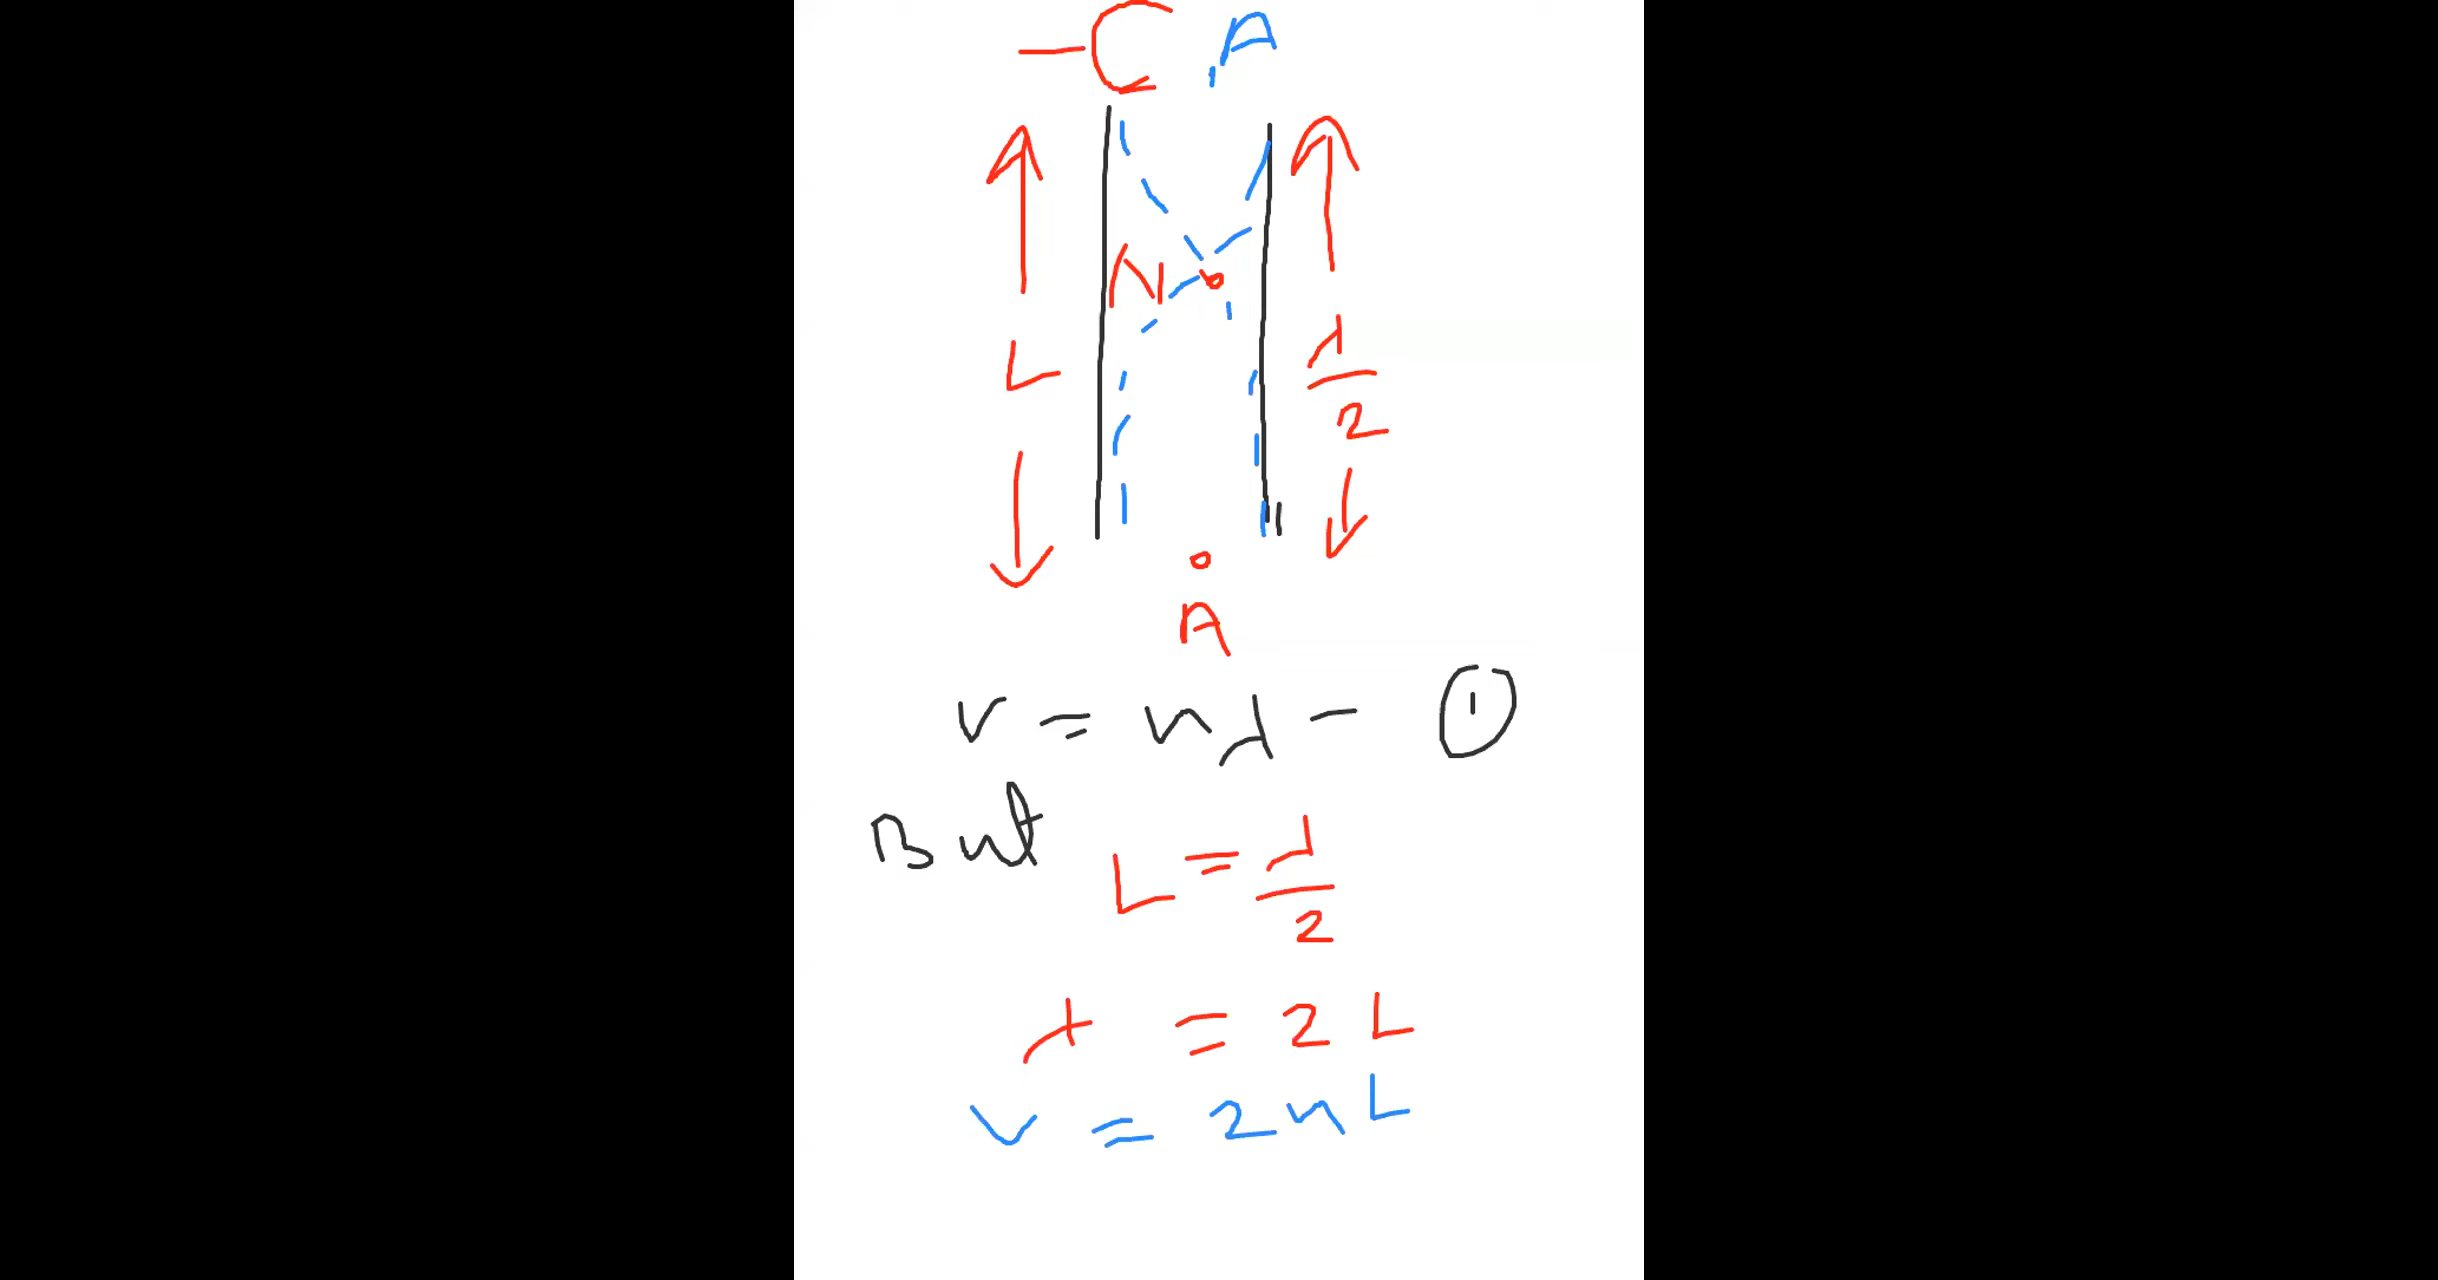 A
N
L
λ/2
A
v = nλ - ①
But
L = λ/2
λ = 2L
v = 2nL